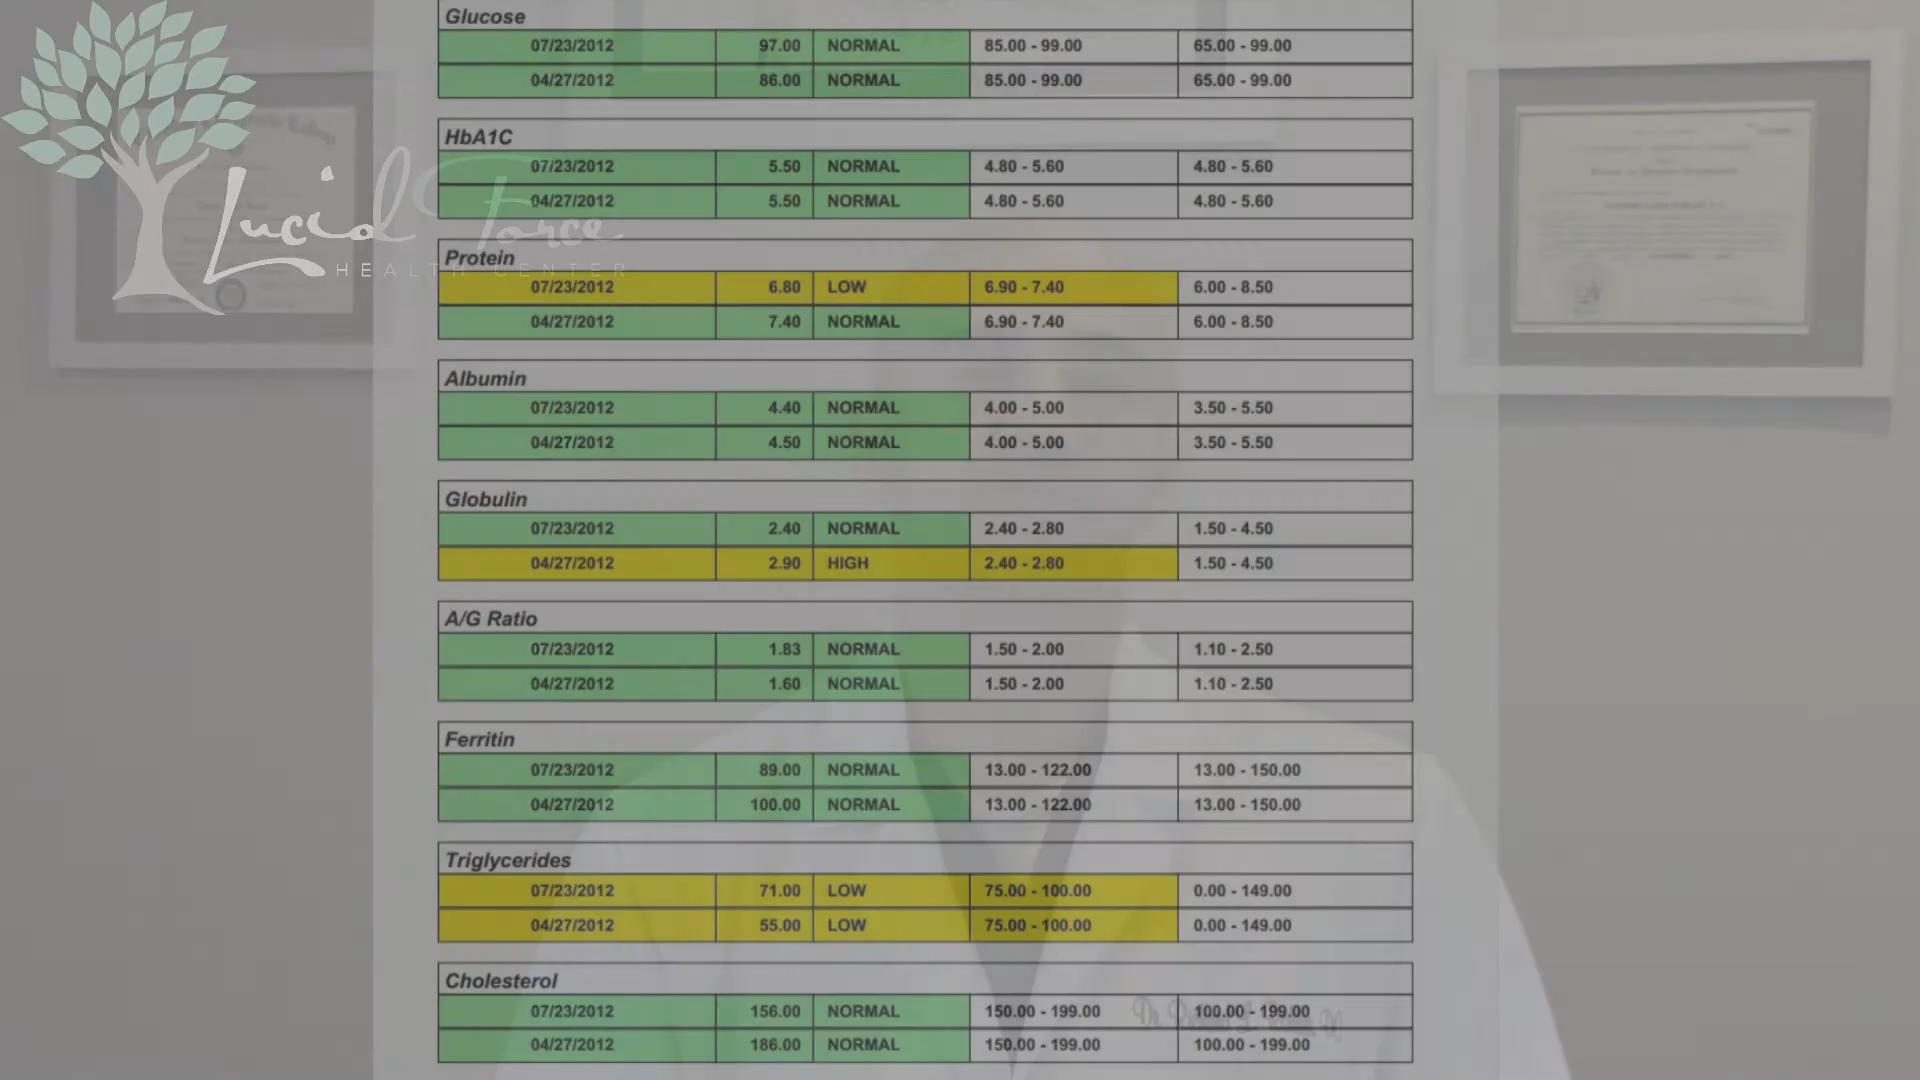 Glucose
07/23/2012 97.00 NORMAL 85.00 - 99.00 65.00 - 99.00
04/27/2012 86.00 NORMAL 85.00 - 99.00 65.00 - 99.00
HbA1C
07/23/2012 5.50 NORMAL 4.80 - 5.60 4.80 - 5.60
04/27/2012 5.50 NORMAL 4.80 - 5.60 4.80 - 5.60
Lucid Force
HEALTH CENTER
Protein
07/23/2012 6.80 LOW 6.90 - 7.40 6.00 - 8.50
04/27/2012 7.40 NORMAL 6.90 - 7.40 6.00 - 8.50
Albumin
07/23/2012 4.40 NORMAL 4.00 - 5.00 3.50 - 5.50
04/27/2012 4.50 NORMAL 4.00 - 5.00 3.50 - 5.50
Globulin
07/23/2012 2.40 NORMAL 2.40 - 2.80 1.50 - 4.50
04/27/2012 2.90 HIGH 2.40 - 2.80 1.50 - 4.50
A/G Ratio
07/23/2012 1.83 NORMAL 1.50 - 2.00 1.10 - 2.50
04/27/2012 1.60 NORMAL 1.50 - 2.00 1.10 - 2.50
Ferritin
07/23/2012 89.00 NORMAL 13.00 - 122.00 13.00 - 150.00
04/27/2012 100.00 NORMAL 13.00 - 122.00 13.00 - 150.00
Triglycerides
07/23/2012 71.00 LOW 75.00 - 100.00 0.00 - 149.00
04/27/2012 55.00 LOW 75.00 - 100.00 0.00 - 149.00
Cholesterol
07/23/2012 156.00 NORMAL 150.00 - 199.00 100.00 - 199.00
04/27/2012 186.00 NORMAL 150.00 - 199.00 100.00 - 199.00
Dr.